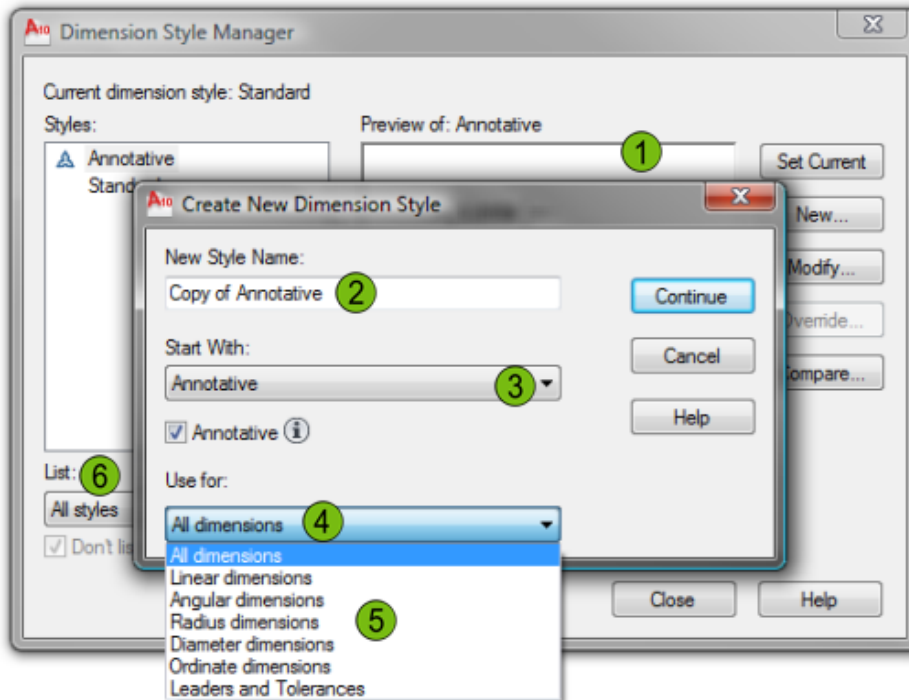 A10 Dimension Style Manager
Current dimension style: Standard
Styles:
Preview of: Annotative
Annotative
1
Set Current
Create New Dimension Style
New...
New Style Name:
Modify...
Copy of Annotative 2
Continue
Start With:
Cancel
Annotative 3
Annotative
Help
List: 6
Use for:
All styles
All dimensions 4
All dimensions
Linear dimensions
Angular dimensions
Radius dimensions
5
Diameter dimensions
Ordinate dimensions
Leaders and Tolerances
Close
Help